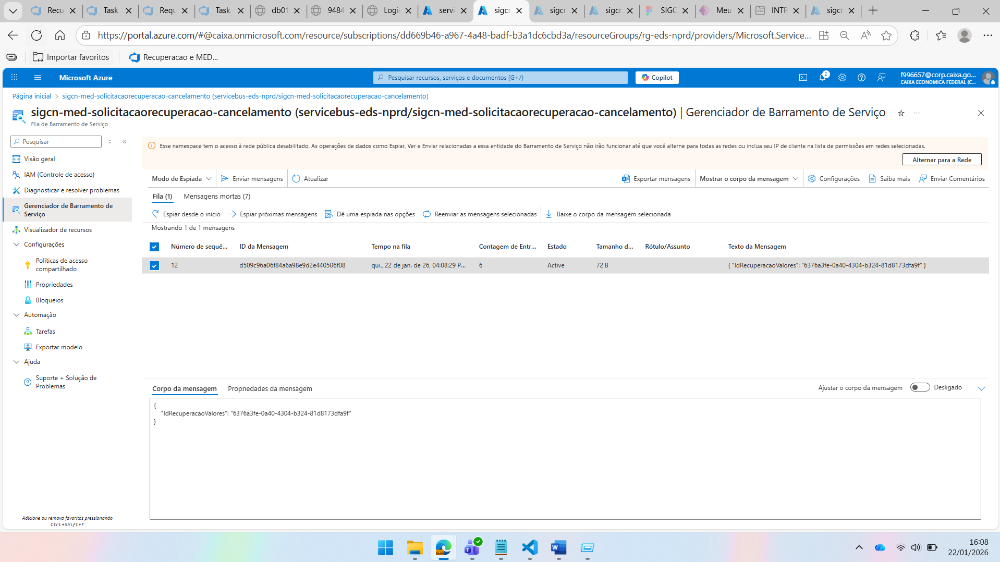 Recu
Task
Requ
Task
db01
9484
Login
servi
sigcn
sigcn
sigcn
SIGC
Meu
INTR
sigcn
https://portal.azure.com/#@caixa.onmicrosoft.com/resource/subscriptions/dd669b46-a967-4a48-badf-b3a1dc6cbd3a/resourceGroups/rg-eds-nprd/providers/Microsoft.Service...
Importar favoritos
Recuperacao e MED...
Microsoft Azure
Pesquisar recursos, serviços e documentos (G+/)
Copilot
2
f996657@corp.caixa.go...
CAIXA ECONOMICA FEDERAL (C...
Página inicial
sigcn-med-solicitacaorecuperacao-cancelamento (servicebus-eds-nprd/sigcn-med-solicitacaorecuperacao-cancelamento)
sigcn-med-solicitacaorecuperacao-cancelamento (servicebus-eds-nprd/sigcn-med-solicitacaorecuperacao-cancelamento) | Gerenciador de Barramento de Serviço
Fila de Barramento de Serviço
Pesquisar
Visão geral
IAM (Controle de acesso)
Diagnosticar e resolver problemas
Gerenciador de Barramento de
Serviço
Visualizador de recursos
Configurações
Políticas de acesso
compartilhado
Propriedades
Bloqueios
Automação
Tarefas
Exportar modelo
Ajuda
Suporte + Solução de
Problemas
Adicione ou remova favoritos pressionando
Ctrl+Shift+F
Esse namespace tem o acesso à rede pública desabilitado. As operações de dados como Espiar, Ver e Enviar relacionadas a essa entidade do Barramento de Serviço não irão funcionar até que você alterne para todas as redes ou inclua seu IP de cliente na lista de permissões em redes selecionadas.
Alternar para a Rede
Modo de Espiada
Enviar mensagens
Atualizar
Exportar mensagens
Mostrar o corpo da mensagem
Configurações
Saiba mais
Enviar Comentários
Fila (1)
Mensagens mortas (7)
Espiar desde o início
Espiar próximas mensagens
Dê uma espiada nas opções
Reenviar as mensagens selecionadas
Baixe o corpo da mensagem selecionada
Mostrando 1 de 1 mensagens
Número de sequê... ID da Mensagem Tempo na fila Contagem de Entr... Estado Tamanho d... Rótulo/Assunto Texto da Mensagem
12 d509c96a06f84a6a98e9d2e440506f08 qui., 22 de jan. de 26, 04:08:29 P... 6 Active 72 B { "IdRecuperacaoValores": "6376a3fe-0a40-4304-b324-81d8173dfa9f" }
Corpo da mensagem
Propriedades da mensagem
Ajustar o corpo da mensagem
Desligado
{
"IdRecuperacaoValores": "6376a3fe-0a40-4304-b324-81d8173dfa9f"
}
16:08
22/01/2026